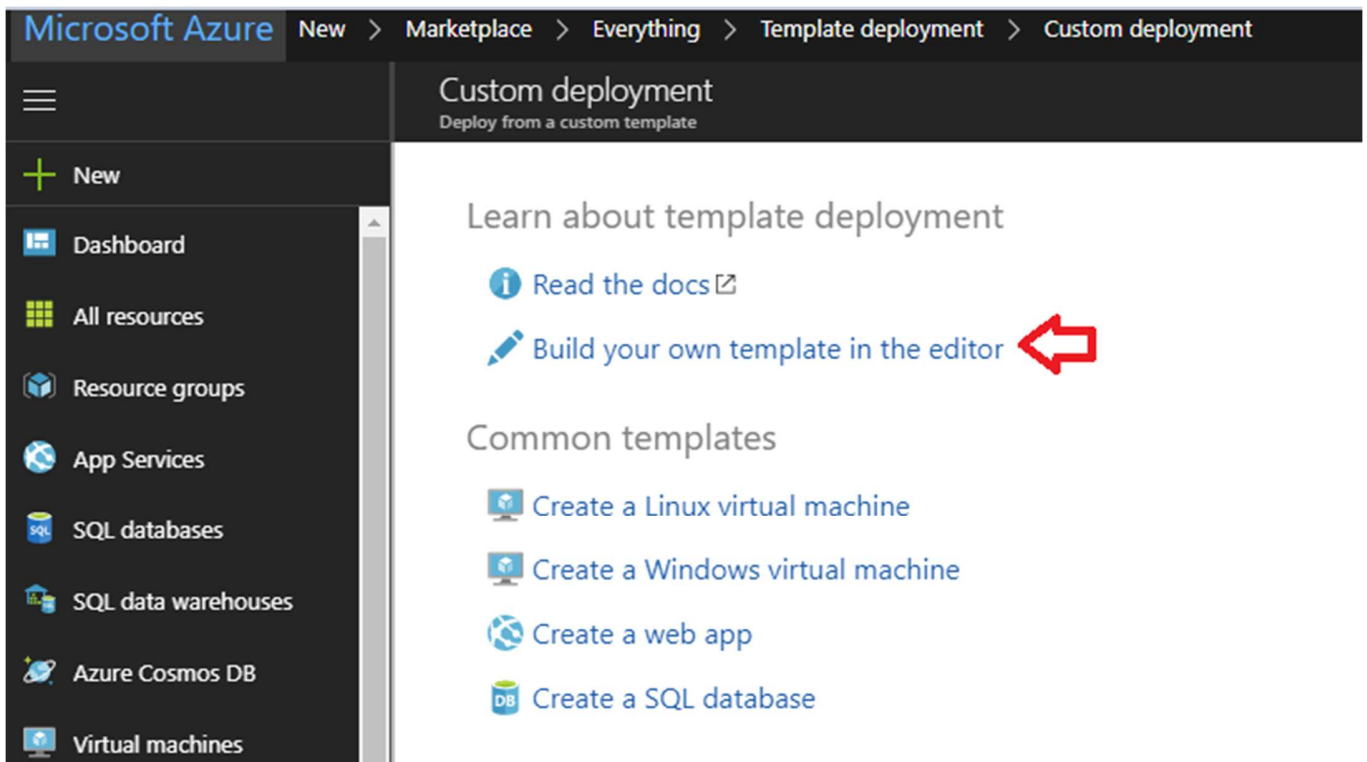 Microsoft Azure New > Marketplace > Everything > Template deployment > Custom deployment
Custom deployment
Deploy from a custom template
New
Dashboard
All resources
Resource groups
App Services
SQL databases
SQL data warehouses
Azure Cosmos DB
Virtual machines
Learn about template deployment
Read the docs
Build your own template in the editor
Common templates
Create a Linux virtual machine
Create a Windows virtual machine
Create a web app
Create a SQL database